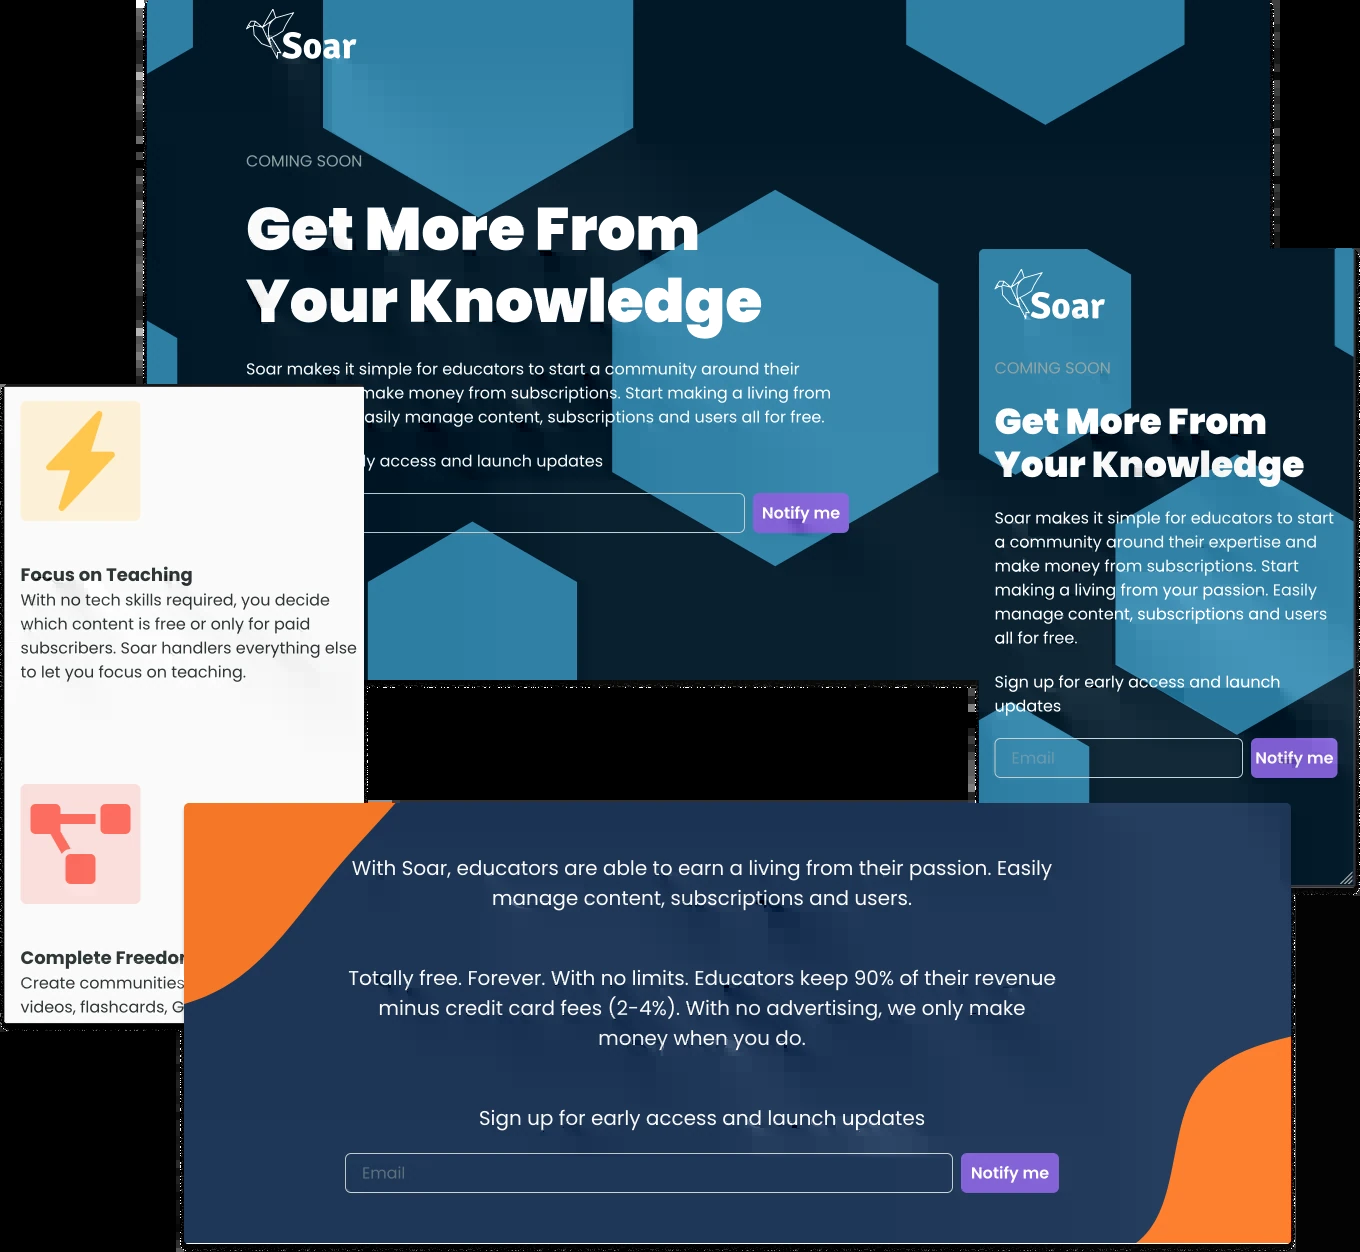 Soar
COMING SOON
Get More From
Your Knowledge
Soar makes it simple for educators to start a community around their
make money from subscriptions. Start making a living from
asily manage content, subscriptions and users all for free.
ly access and launch updates
Notify me
Soar
COMING SOON
Get More From
Your Knowledge
Soar makes it simple for educators to start
a community around their expertise and
make money from subscriptions. Start
making a living from your passion. Easily
manage content, subscriptions and users
all for free.
Sign up for early access and launch
updates
Email
Notify me
Focus on Teaching
With no tech skills required, you decide
which content is free or only for paid
subscribers. Soar handlers everything else
to let you focus on teaching.
Complete Freedo
Create communities
videos, flashcards, G
With Soar, educators are able to earn a living from their passion. Easily
manage content, subscriptions and users.
Totally free. Forever. With no limits. Educators keep 90% of their revenue
minus credit card fees (2-4%). With no advertising, we only make
money when you do.
Sign up for early access and launch updates
Email
Notify me